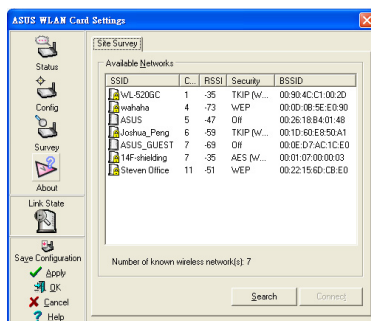 ASUS WLAN Card Settings
Status
Config
Survey
About
Link State
Save Configuration
Apply
OK
Cancel
Help
Site Survey
Available Networks
SSID C... RSSI Security BSSID
WL-520GC 1 -35 TKIP (W... 00:90:4C:C1:00:2D
wahaha 4 -73 WEP 00:0D:0B:5E:E0:90
ASUS 5 -47 Off 00:26:18:B4:01:48
Joshua_Peng 6 -59 TKIP (W... 00:1D:60:E8:50:A1
ASUS_GUEST 7 -69 Off 00:0E:D7:AC:1C:E0
14F-shielding 7 -35 AES (W... 00:01:07:00:00:03
Steven Office 11 -51 WEP 00:22:15:6D:CB:E0
Number of known wireless network(s): 7
Search
Connect